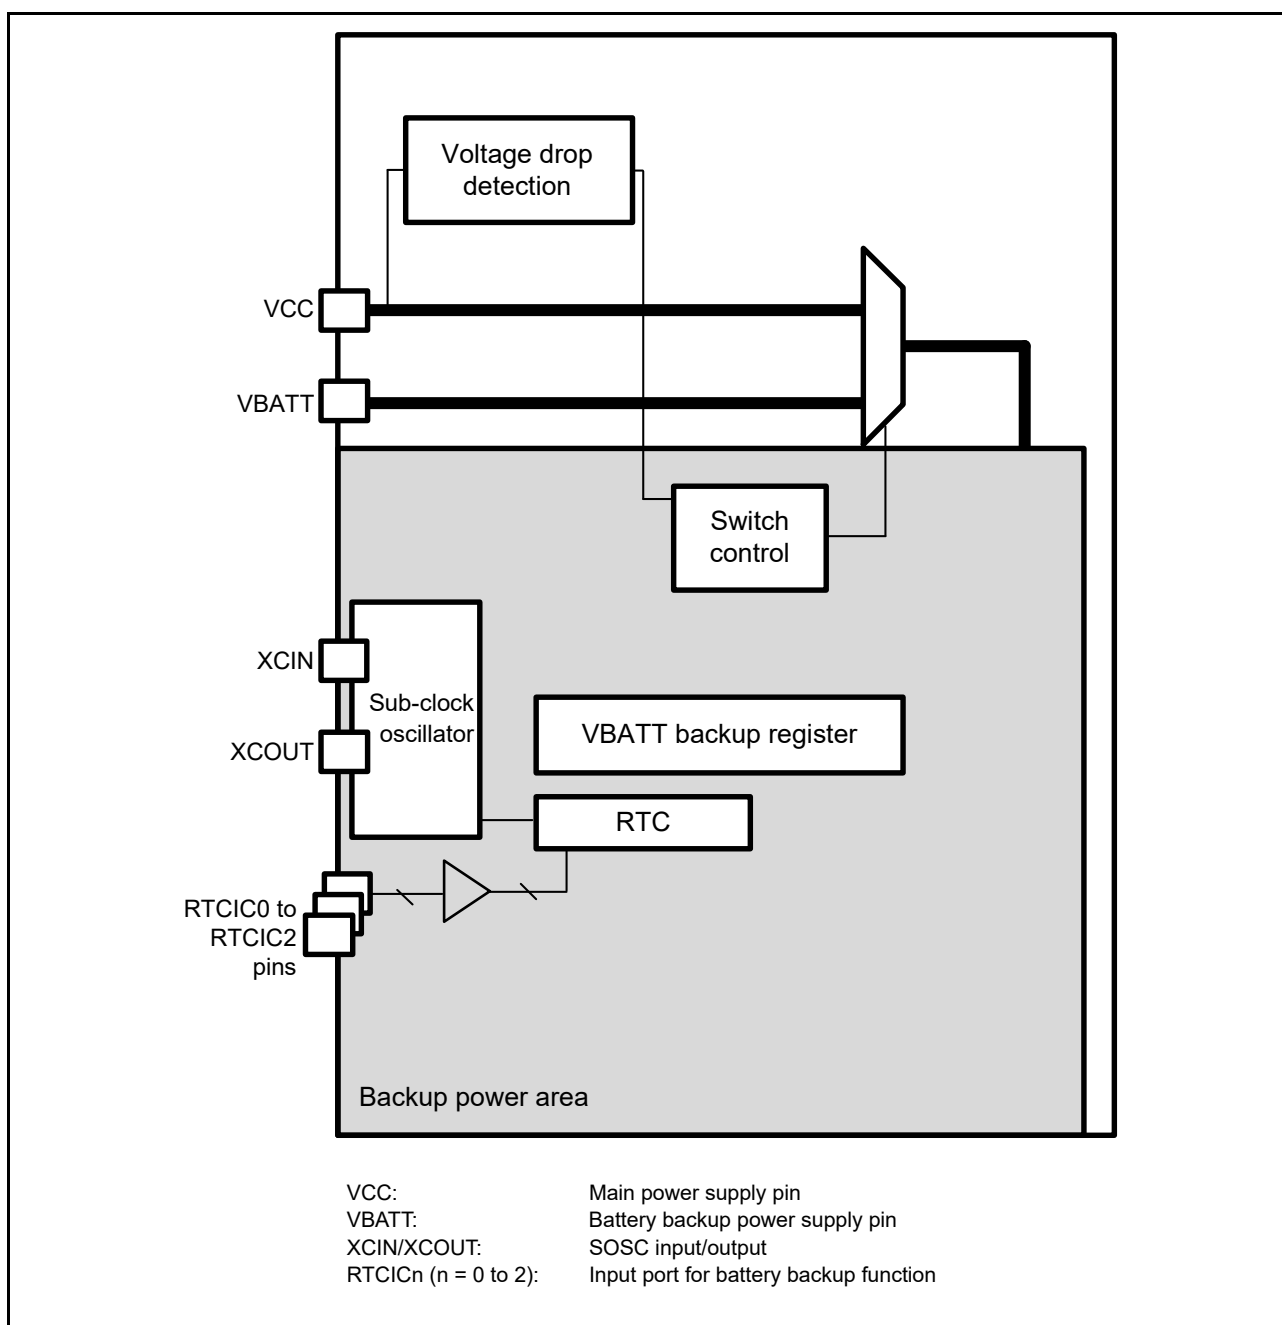 Voltage drop
detection
VCC
VBATT
Switch
control
XCIN
Sub-clock
oscillator
XCOUT
VBATT backup register
RTC
RTCIC0 to
RTCIC2
pins
Backup power area
VCC: Main power supply pin
VBATT: Battery backup power supply pin
XCIN/XCOUT: SOSC input/output
RTCICn (n = 0 to 2): Input port for battery backup function